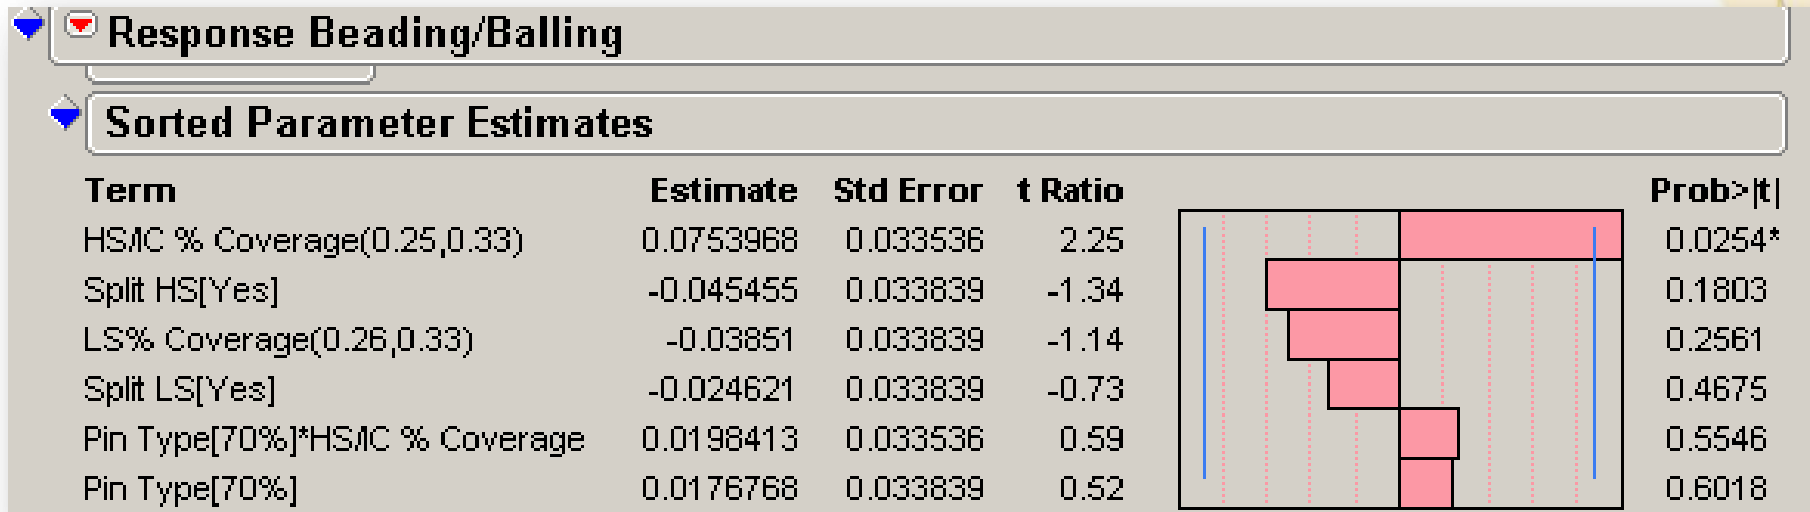 Response Beading/Balling
Sorted Parameter Estimates
Term Estimate Std Error t Ratio Prob>|t|
HS/IC % Coverage(0.25,0.33) 0.0753968 0.033536 2.25 0.0254*
Split HS[Yes] -0.045455 0.033839 -1.34 0.1803
LS% Coverage(0.26,0.33) -0.03851 0.033839 -1.14 0.2561
Split LS[Yes] -0.024621 0.033839 -0.73 0.4675
Pin Type[70%]*HS/IC % Coverage 0.0198413 0.033536 0.59 0.5546
Pin Type[70%] 0.0176768 0.033839 0.52 0.6018